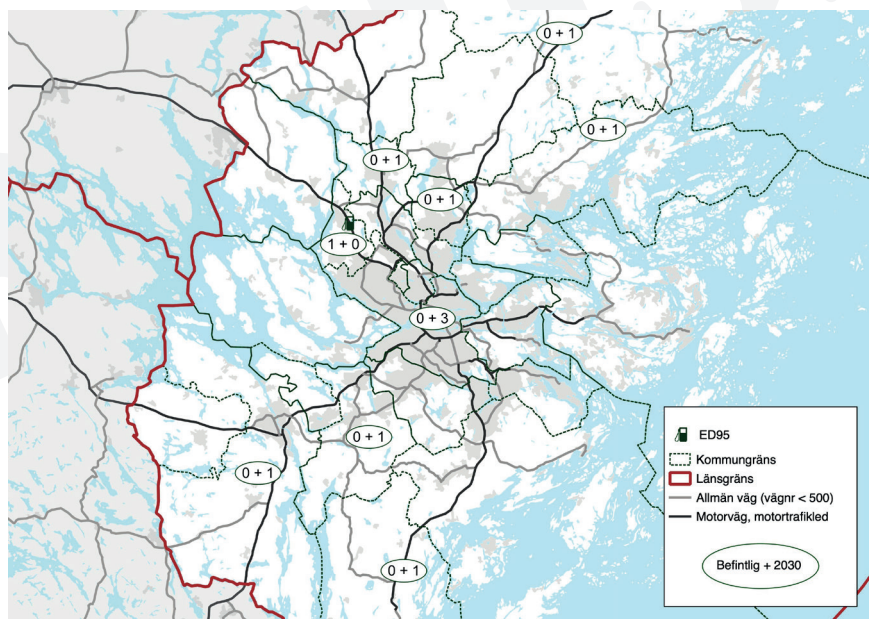 0 + 1
0 + 1
0 + 1
0 + 1
1 + 0
0 + 3
0 + 1
0 + 1
0 + 1
ED95
Kommungräns
Länsgräns
Allmän väg (vägnr < 500)
Motorväg, motortrafikled
Befintlig + 2030